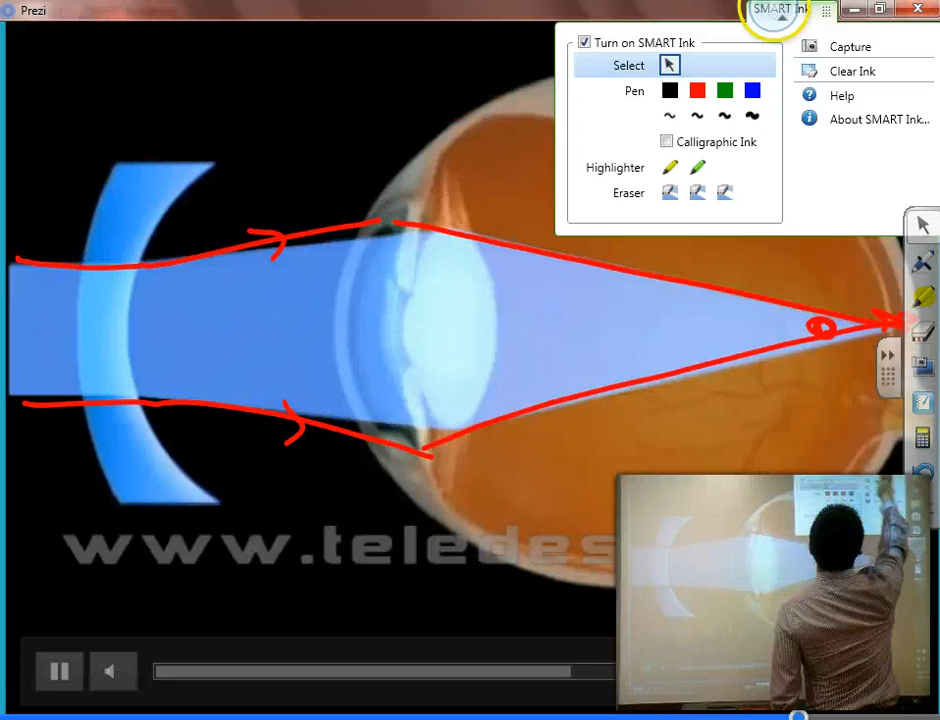 Prezi
SMART Ink
Turn on SMART Ink
Select
Pen
Calligraphic Ink
Highlighter
Eraser
Capture
Clear Ink
Help
About SMART Ink...
www.teledes